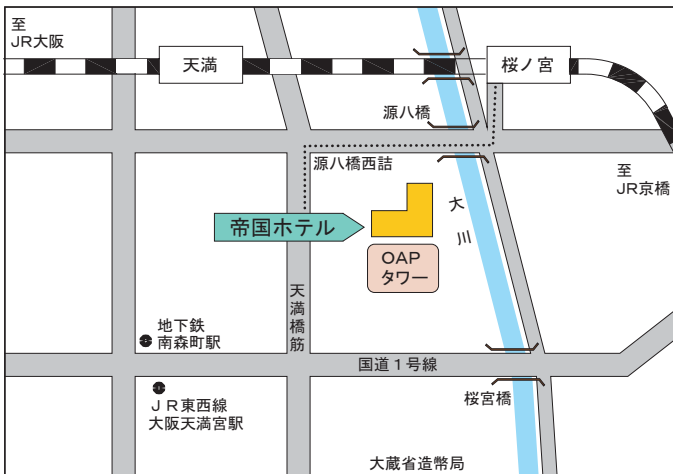 至
JR大阪
天満
桜ノ宮
源八橋
源八橋西詰
至
JR京橋
大川
帝国ホテル
OAP
タワー
天満橋筋
地下鉄
南森町駅
国道1号線
JR東西線
大阪天満宮駅
桜宮橋
大蔵省造幣局